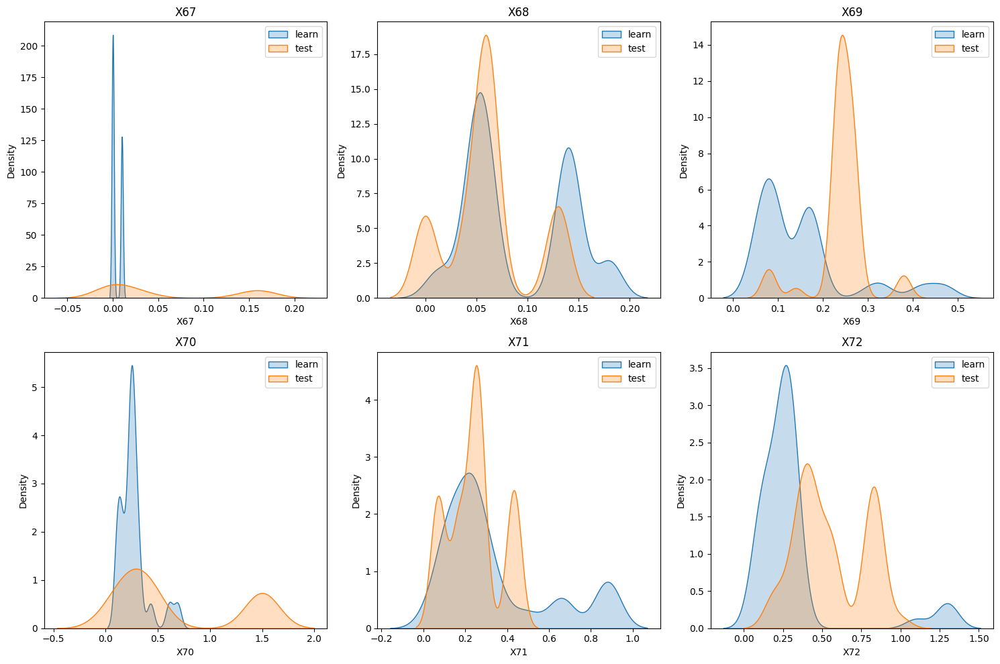 X67
learn
test
Density
200
175
150
125
100
75
50
25
0
−0.05 0.00 0.05 0.10 0.15 0.20
X67
X68
learn
test
Density
17.5
15.0
12.5
10.0
7.5
5.0
2.5
0.0
0.00 0.05 0.10 0.15 0.20
X68
X69
learn
test
Density
14
12
10
8
6
4
2
0
0.0 0.1 0.2 0.3 0.4 0.5
X69
X70
learn
test
Density
5
4
3
2
1
0
−0.5 0.0 0.5 1.0 1.5 2.0
X70
X71
learn
test
Density
4
3
2
1
0
−0.2 0.0 0.2 0.4 0.6 0.8 1.0
X71
X72
learn
test
Density
3.5
3.0
2.5
2.0
1.5
1.0
0.5
0.0
0.00 0.25 0.50 0.75 1.00 1.25 1.50
X72